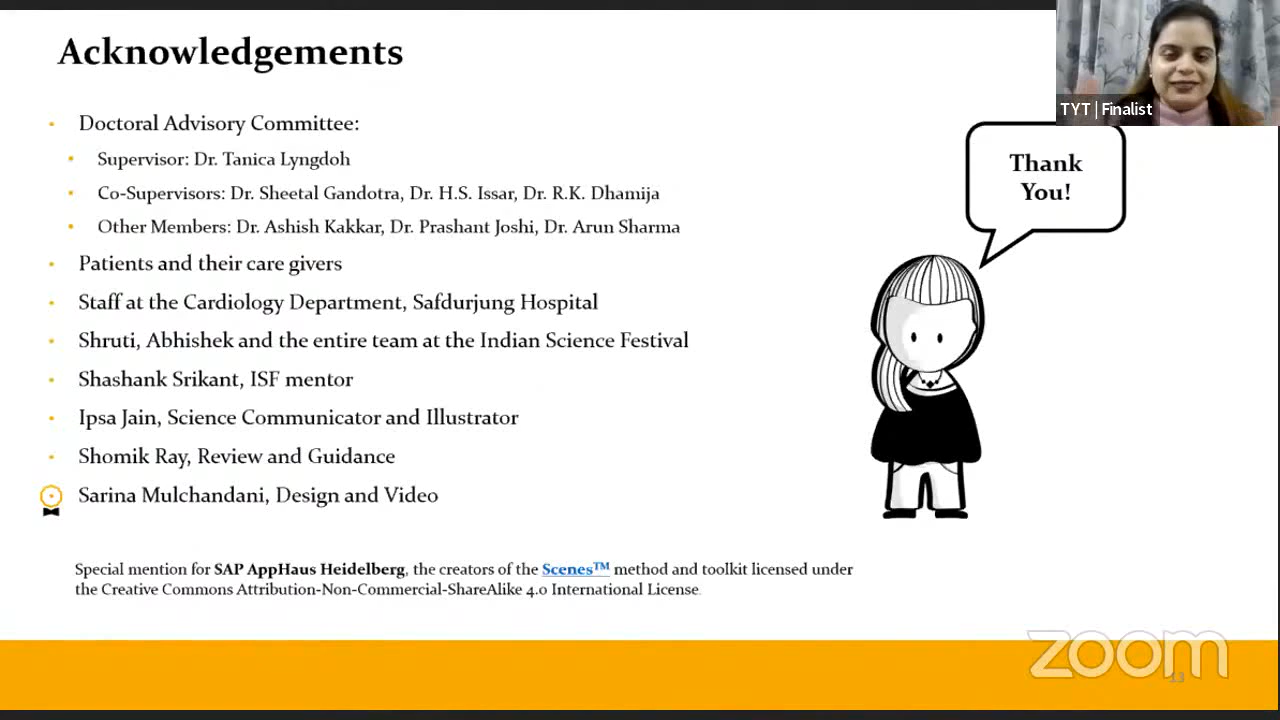 Acknowledgements
TYT | Finalist
Doctoral Advisory Committee:
Supervisor: Dr. Tanica Lyngdoh
Co-Supervisors: Dr. Sheetal Gandotra, Dr. H.S. Issar, Dr. R.K. Dhamija
Other Members: Dr. Ashish Kakkar, Dr. Prashant Joshi, Dr. Arun Sharma
Patients and their care givers
Staff at the Cardiology Department, Safdurjung Hospital
Shruti, Abhishek and the entire team at the Indian Science Festival
Shashank Srikant, ISF mentor
Ipsa Jain, Science Communicator and Illustrator
Shomik Ray, Review and Guidance
Sarina Mulchandani, Design and Video
Thank
You!
Special mention for SAP AppHaus Heidelberg, the creators of the Scenes™ method and toolkit licensed under
the Creative Commons Attribution-Non-Commercial-ShareAlike 4.0 International License.
zoom
13